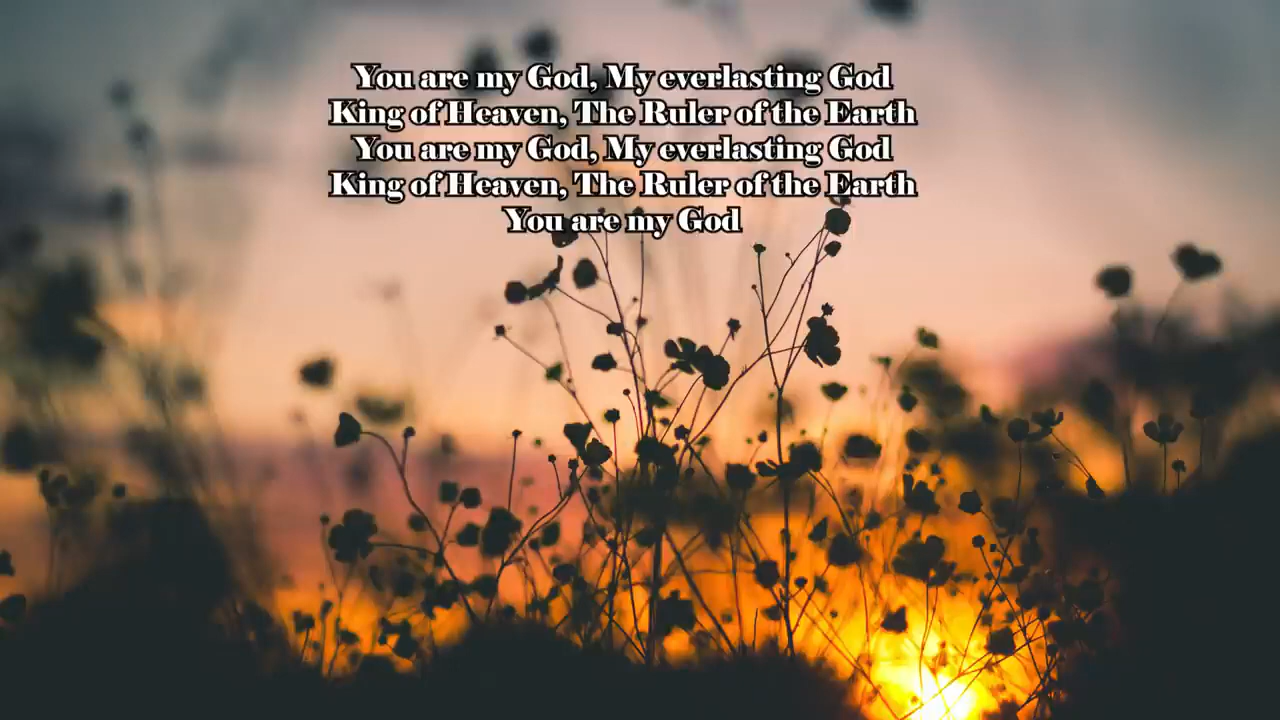 You are my God, My everlasting God
King of Heaven, The Ruler of the Earth
You are my God, My everlasting God
King of Heaven, The Ruler of the Earth
You are my God